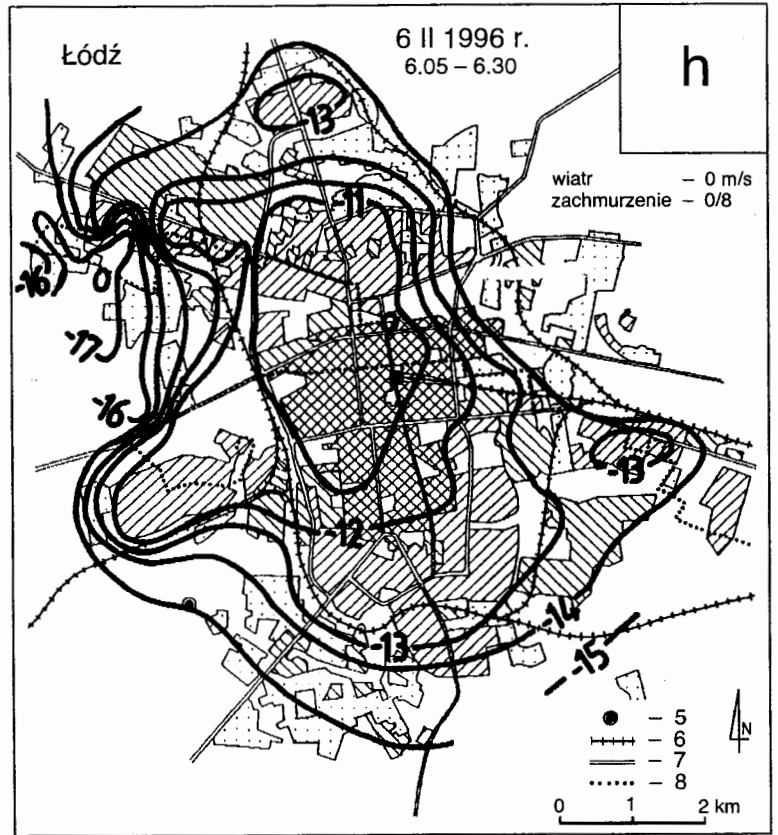 Łódź
6 II 1996 r.
6.05 – 6.30
h
wiatr – 0 m/s
zachmurzenie – 0/8
-13
-11
-16
-17
-16
-13
-12
-14
-13
-15
– 5
– 6
– 7
– 8
N
0 1 2 km